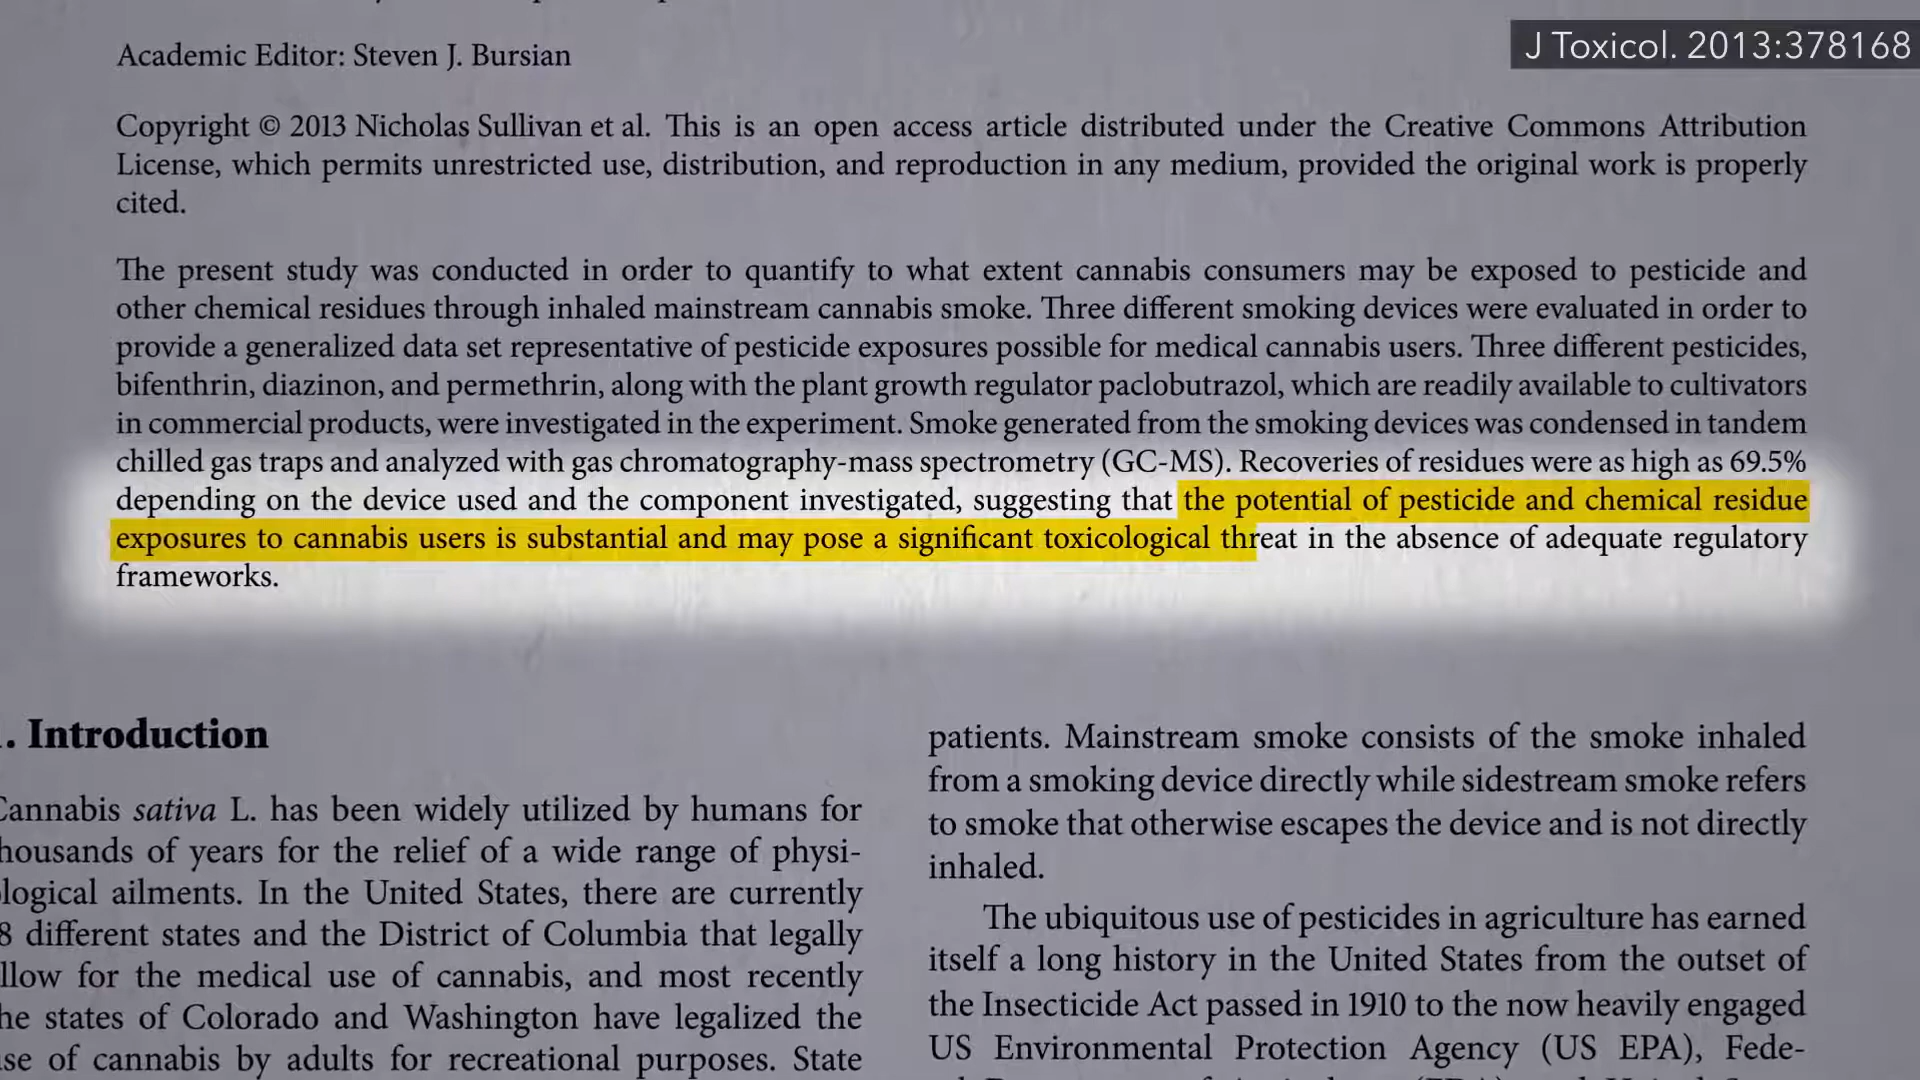 Academic Editor: Steven J. Bursian
J Toxicol. 2013:378168
Copyright © 2013 Nicholas Sullivan et al. This is an open access article distributed under the Creative Commons Attribution
License, which permits unrestricted use, distribution, and reproduction in any medium, provided the original work is properly
cited.
The present study was conducted in order to quantify to what extent cannabis consumers may be exposed to pesticide and
other chemical residues through inhaled mainstream cannabis smoke. Three different smoking devices were evaluated in order to
provide a generalized data set representative of pesticide exposures possible for medical cannabis users. Three different pesticides,
bifenthrin, diazinon, and permethrin, along with the plant growth regulator paclobutrazol, which are readily available to cultivators
in commercial products, were investigated in the experiment. Smoke generated from the smoking devices was condensed in tandem
chilled gas traps and analyzed with gas chromatography-mass spectrometry (GC-MS). Recoveries of residues were as high as 69.5%
depending on the device used and the component investigated, suggesting that the potential of pesticide and chemical residue
exposures to cannabis users is substantial and may pose a significant toxicological threat in the absence of adequate regulatory
frameworks.
. Introduction
Cannabis sativa L. has been widely utilized by humans for
housands of years for the relief of a wide range of physi-
logical ailments. In the United States, there are currently
8 different states and the District of Columbia that legally
llow for the medical use of cannabis, and most recently
he states of Colorado and Washington have legalized the
se of cannabis by adults for recreational purposes. State
patients. Mainstream smoke consists of the smoke inhaled
from a smoking device directly while sidestream smoke refers
to smoke that otherwise escapes the device and is not directly
inhaled.
The ubiquitous use of pesticides in agriculture has earned
itself a long history in the United States from the outset of
the Insecticide Act passed in 1910 to the now heavily engaged
US Environmental Protection Agency (US EPA), Fede-